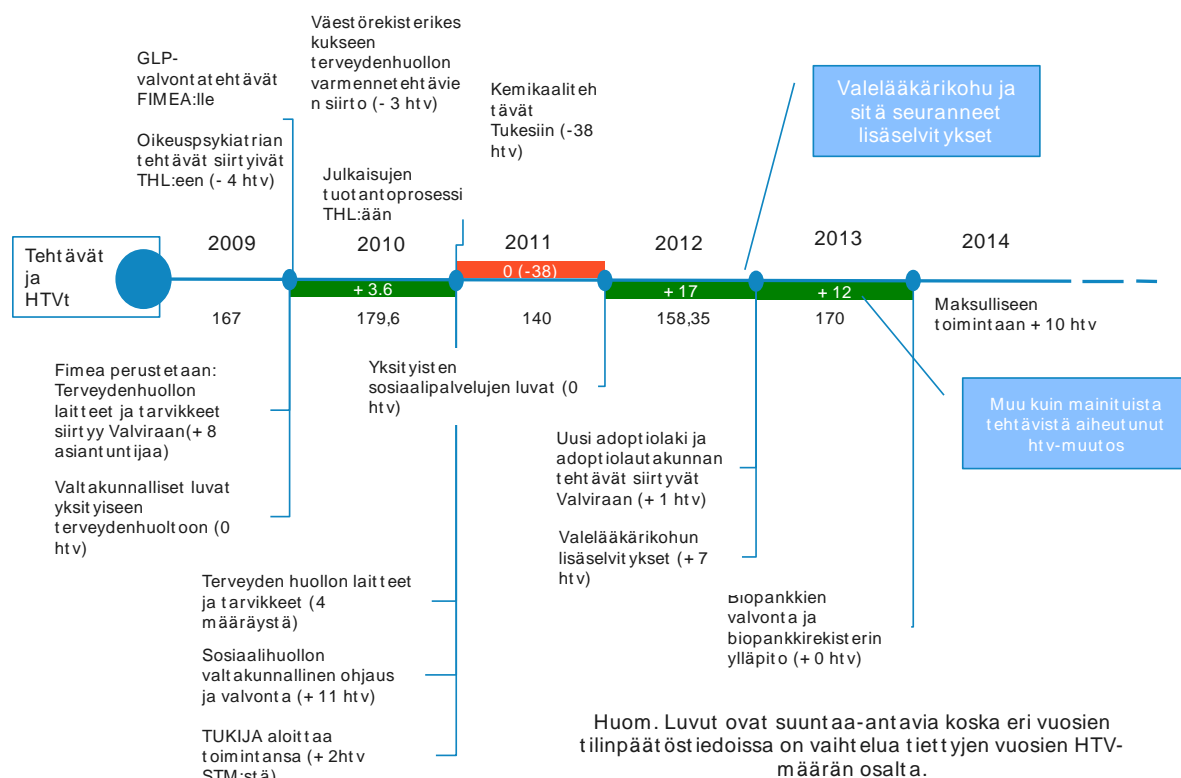 GLP-
valvontatehtävät
FIMEA:lle
Oikeuspsykiatrian
tehtävät siirtyivät
THL:een (- 4 htv)
Väestörekisterikes
kukseen
terveydenhuollon
varmennetehtävie
n siirto (- 3 htv)
Julkaisujen
tuotantoprosessi
THL:ään
Kemikaaliteh
tävät
Tukesiin (-38
htv)
Valelääkärikohu ja
sitä seuranneet
lisäselvitykset
Tehtävät
ja
HTVt
2009
2010
2011
2012
2013
2014
+ 3.6
0 (-38)
+ 17
+ 12
167
179,6
140
158,35
170
Maksulliseen
toimintaan + 10 htv
Fimea perustetaan:
Terveydenhuollon
laitteet ja tarvikkeet
siirtyy Valviraan(+ 8
asiantuntijaa)
Valtakunnalliset luvat
yksityiseen
terveydenhuoltoon (0
htv)
Yksityisten
sosiaalipalvelujen luvat (0
htv)
Muu kuin mainituista
tehtävistä aiheutunut
htv-muutos
Uusi adoptiolaki ja
adoptiolautakunnan
tehtävät siirtyvät
Valviraan (+ 1 htv)
Valelääkärikohun
lisäselvitykset (+ 7
htv)
Terveyden huollon laitteet
ja tarvikkeet (4
määräystä)
Sosiaalihuollon
valtakunnallinen ohjaus
ja valvonta (+ 11 htv)
TUKIJA aloittaa
toimintansa (+ 2htv
STM:stä)
Biopankkien
valvonta ja
biopankkirekisterin
ylläpito (+ 0 htv)
Huom. Luvut ovat suuntaa-antavia koska eri vuosien
tilinpäätöstiedoissa on vaihtelua tiettyjen vuosien HTV-
määrän osalta.